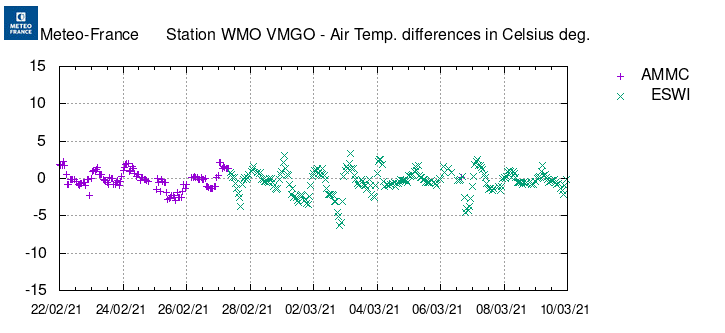 METEO
FRANCE
Meteo-France Station WMO VMGO - Air Temp. differences in Celsius deg.
15
10
5
0
-5
-10
-15
22/02/21 24/02/21 26/02/21 28/02/21 02/03/21 04/03/21 06/03/21 08/03/21 10/03/21
AMMC
ESWI